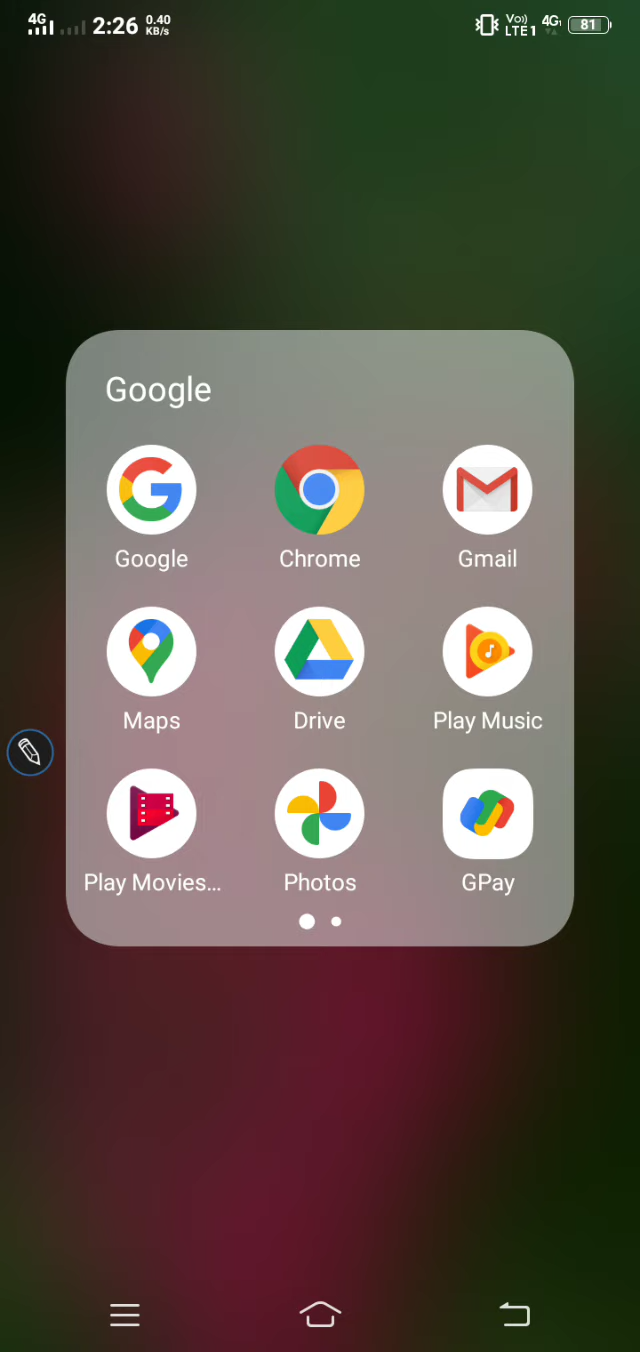 4G 2:26 0.40 KB/s Vo)) LTE1 4G1 81
Google
Google Chrome Gmail
Maps Drive Play Music
Play Movies... Photos GPay